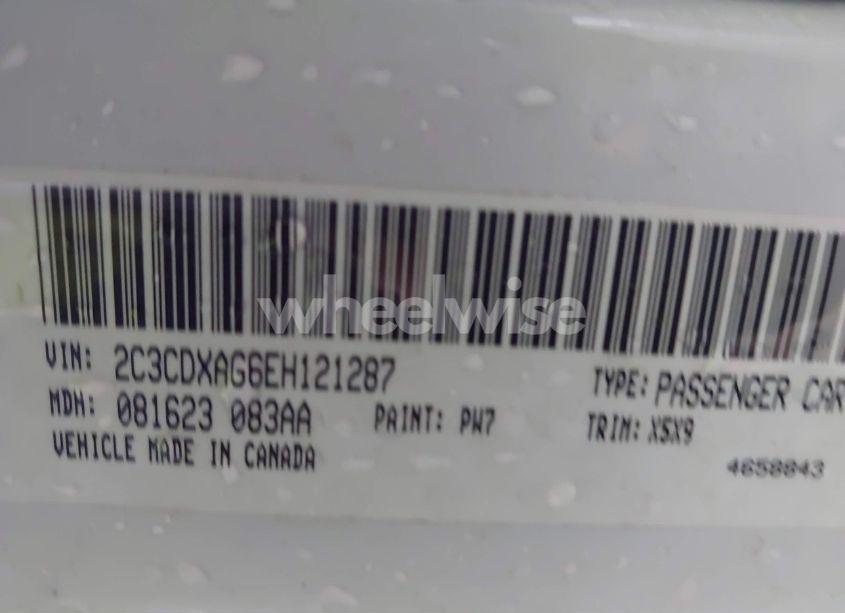 wheelwise
VIN: 2C3CDXAG6EH121287
TYPE: PASSENGER CAR
MDH: 081623 083AA
PAINT: PW7
TRIM: X5X9
VEHICLE MADE IN CANADA
4658843